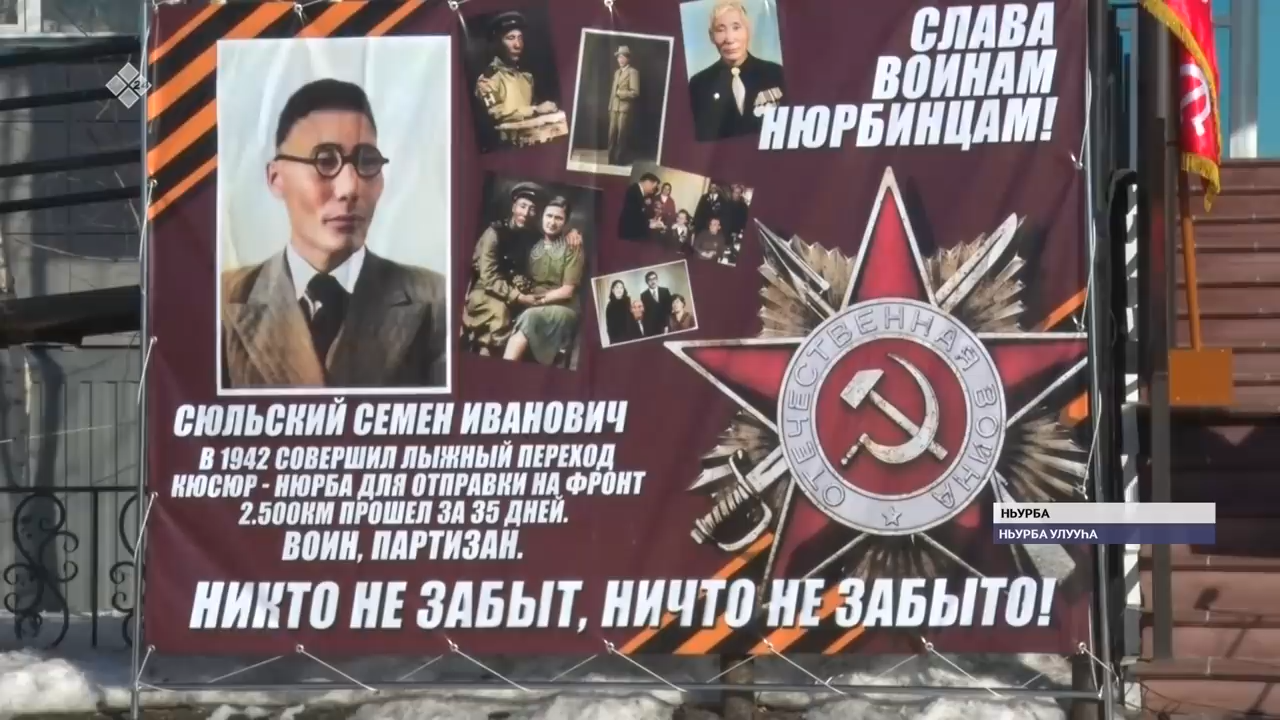 СЛАВА
ВОИНАМ
НЮРБИНЦАМ!
СЮЛЬСКИЙ СЕМЕН ИВАНОВИЧ
В 1942 СОВЕРШИЛ ЛЫЖНЫЙ ПЕРЕХОД
КЮСЮР - НЮРБА ДЛЯ ОТПРАВКИ НА ФРОНТ
2.500КМ ПРОШЕЛ ЗА 35 ДНЕЙ.
ВОИН, ПАРТИЗАН.
ОТЕЧЕСТВЕННАЯ ВОЙНА
НИКТО НЕ ЗАБЫТ, НИЧТО НЕ ЗАБЫТО!
НЬУРБА
НЬУРБА УЛУУҺА
24